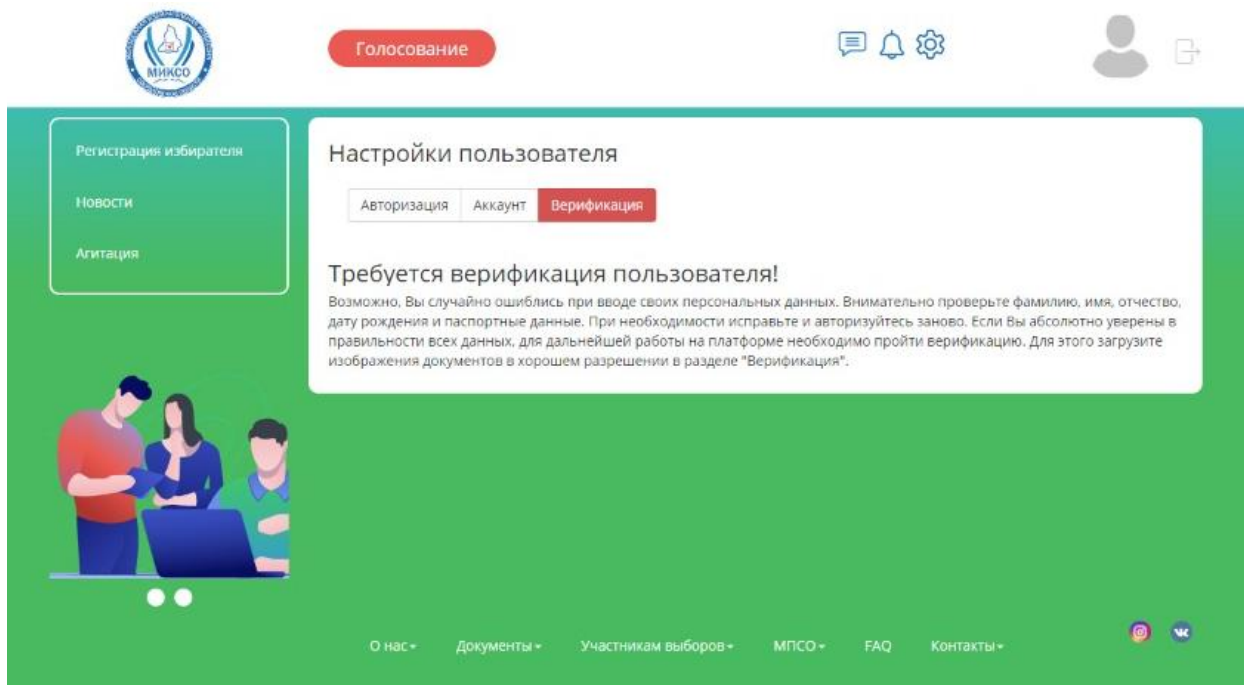 МИКСО
Голосование
Регистрация избирателя
Новости
Агитация
Настройки пользователя
Авторизация
Аккаунт
Верификация
Требуется верификация пользователя!
Возможно, Вы случайно ошиблись при вводе своих персональных данных. Внимательно проверьте фамилию, имя, отчество,
дату рождения и паспортные данные. При необходимости исправьте и авторизуйтесь заново. Если Вы абсолютно уверены в
правильности всех данных, для дальнейшей работы на платформе необходимо пройти верификацию. Для этого загрузите
изображения документов в хорошем разрешении в разделе "Верификация".
О нас
Документы
Участникам выборов
МПСО
FAQ
Контакты